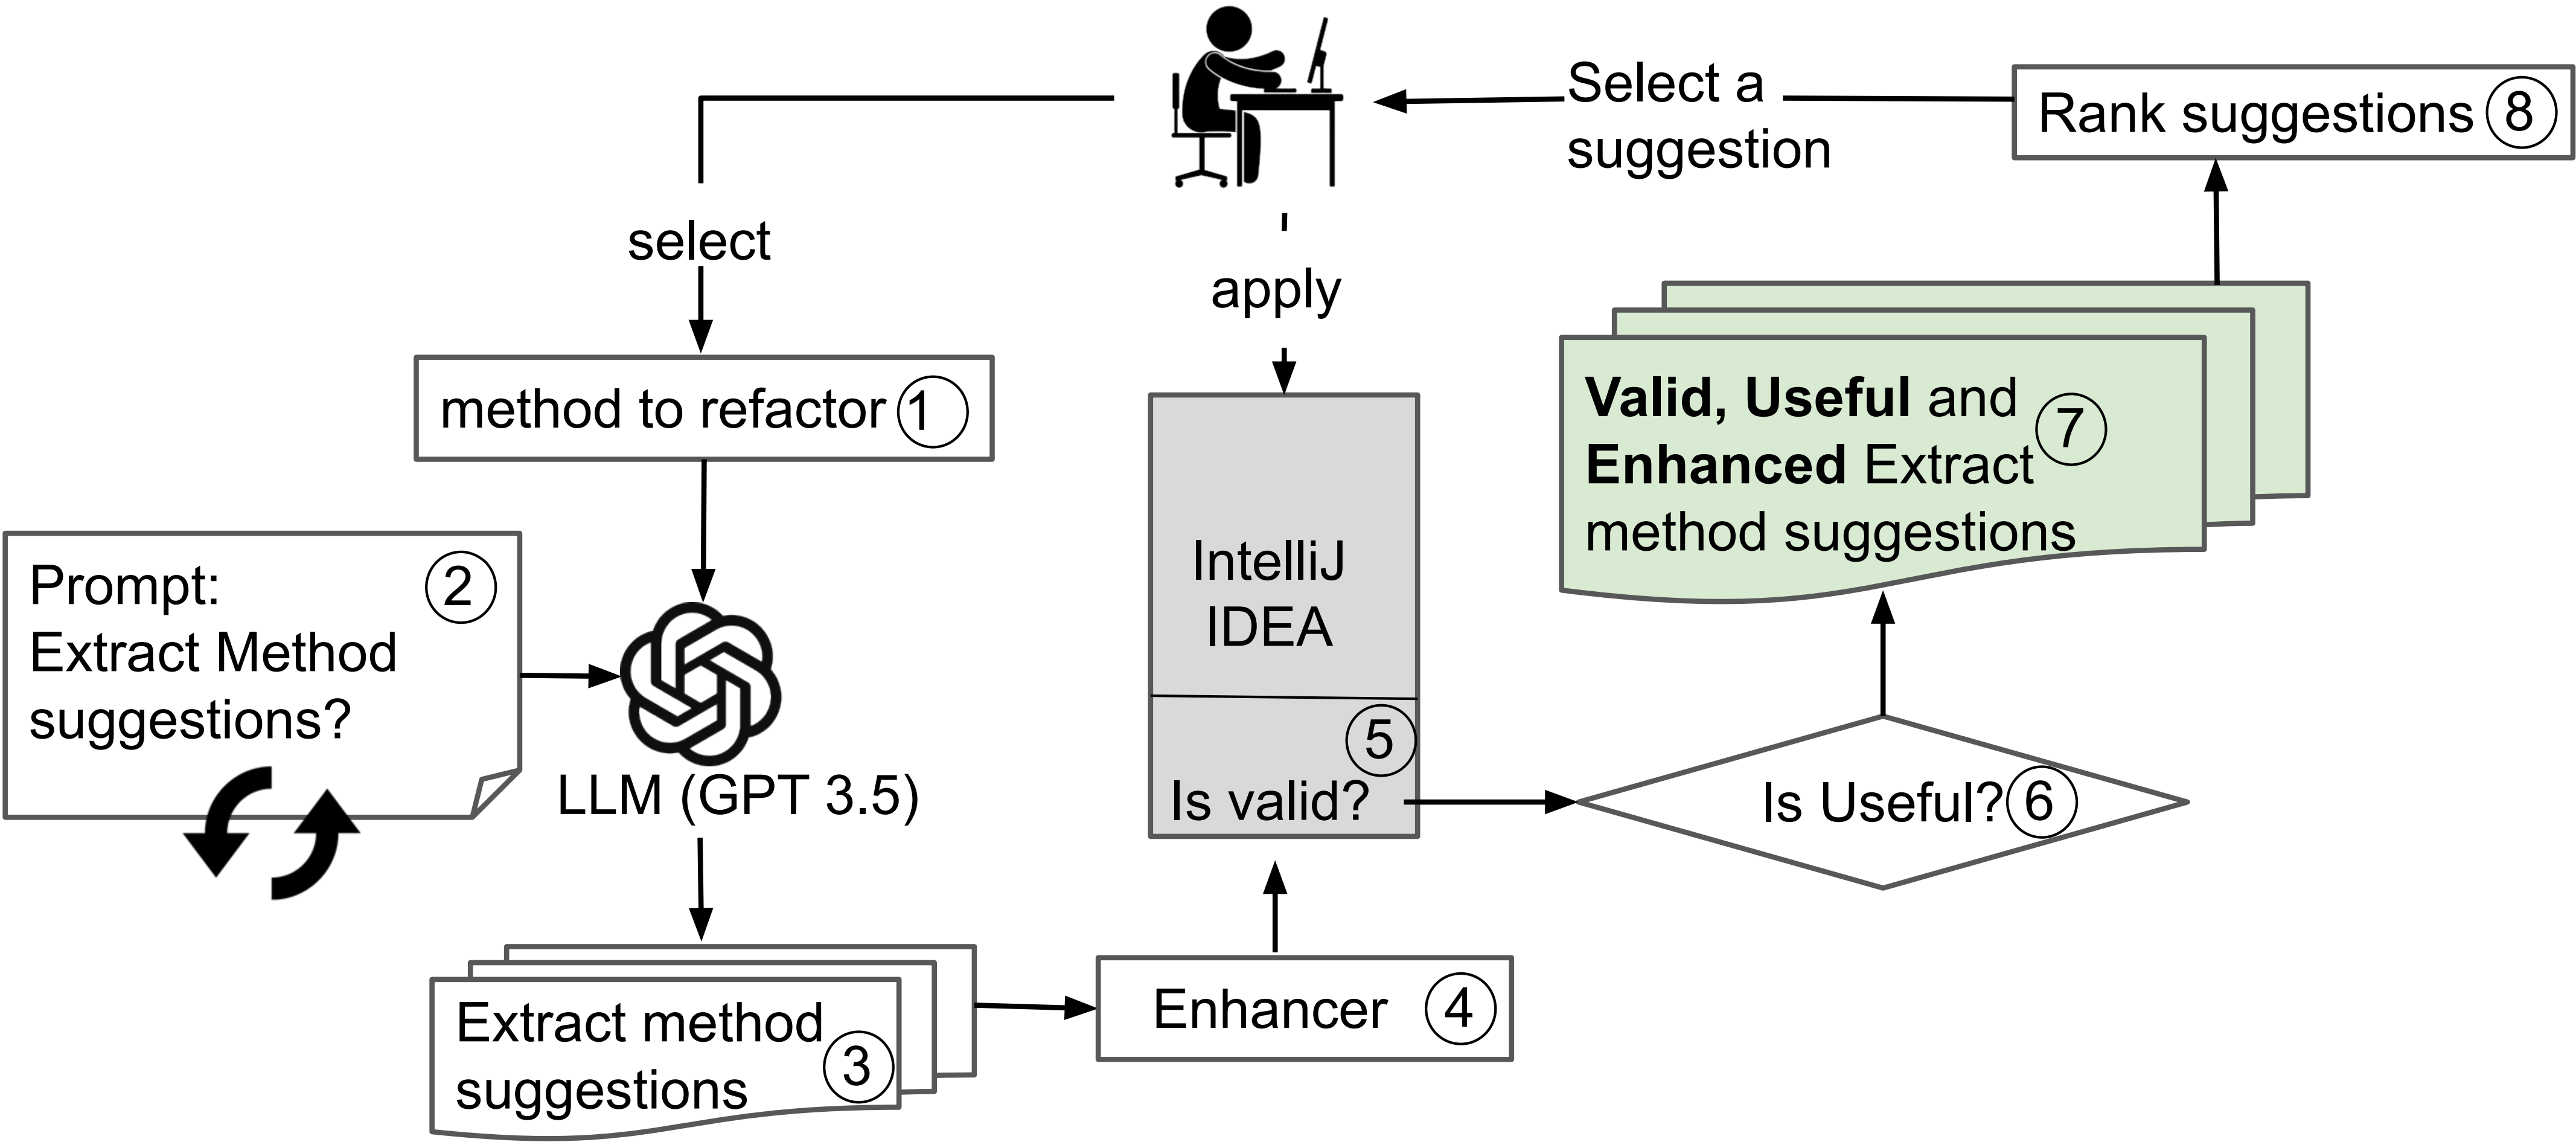 Select a
suggestion
Rank suggestions 8
select
apply
method to refactor 1
Prompt: 2
Extract Method
suggestions?
LLM (GPT 3.5)
Extract method
suggestions 3
Enhancer 4
IntelliJ
IDEA
5
Is valid?
Is Useful? 6
Valid, Useful and
Enhanced Extract
method suggestions
7